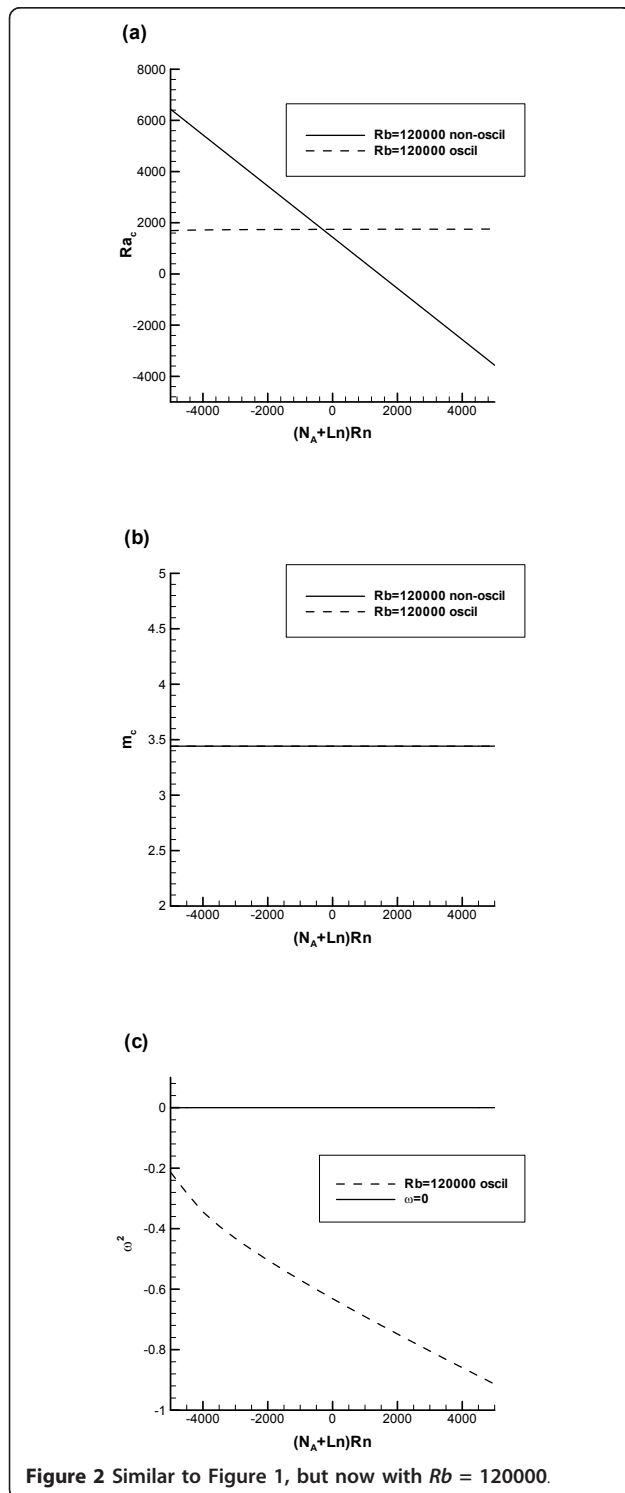 (a)
8000
6000
4000
2000
0
-2000
-4000
Ra_c
-4000 -2000 0 2000 4000
(N_A+Ln)Rn
Rb=120000 non-oscil
Rb=120000 oscil
(b)
5
4.5
4
3.5
3
2.5
2
m_c
-4000 -2000 0 2000 4000
(N_A+Ln)Rn
Rb=120000 non-oscil
Rb=120000 oscil
(c)
0
-0.2
-0.4
-0.6
-0.8
-1
ω²
-4000 -2000 0 2000 4000
(N_A+Ln)Rn
Rb=120000 oscil
ω=0
Figure 2 Similar to Figure 1, but now with Rb = 120000.